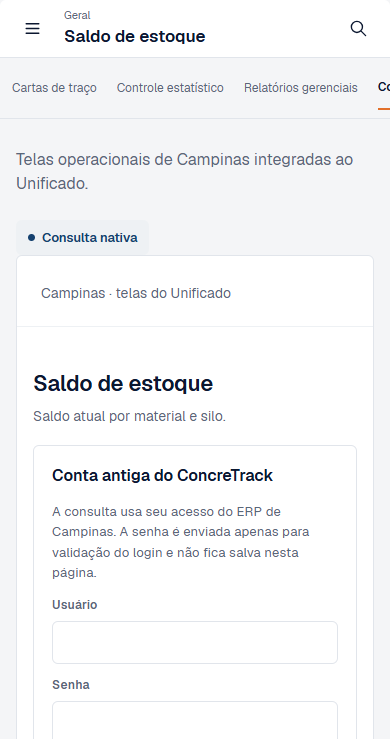 Geral
Saldo de estoque
Cartas de traço
Controle estatístico
Relatórios gerenciais
Telas operacionais de Campinas integradas ao
Unificado.
Consulta nativa
Campinas · telas do Unificado
Saldo de estoque
Saldo atual por material e silo.
Conta antiga do ConcreTrack
A consulta usa seu acesso do ERP de
Campinas. A senha é enviada apenas para
validação do login e não fica salva nesta
página.
Usuário
Senha